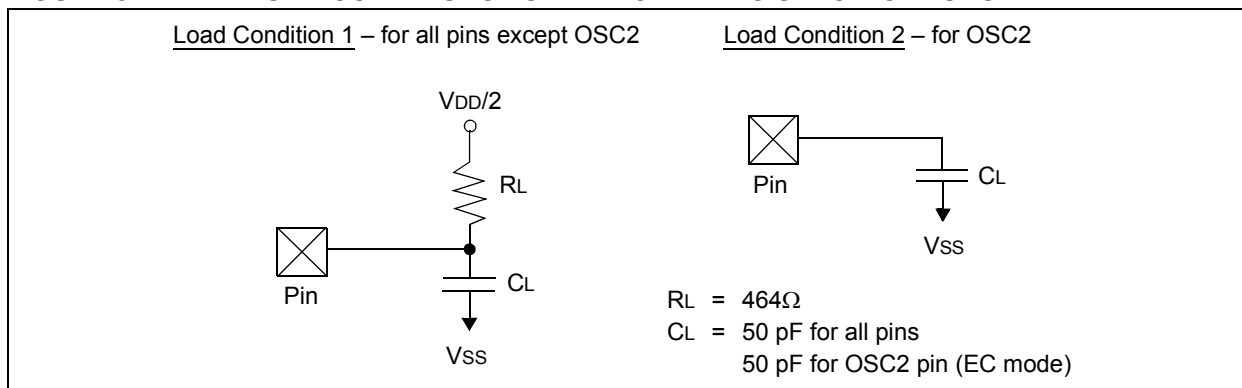 Load Condition 1 – for all pins except OSC2
Load Condition 2 – for OSC2
VDD/2
RL
Pin
CL
VSS
Pin
CL
VSS
RL = 464Ω
CL = 50 pF for all pins
50 pF for OSC2 pin (EC mode)